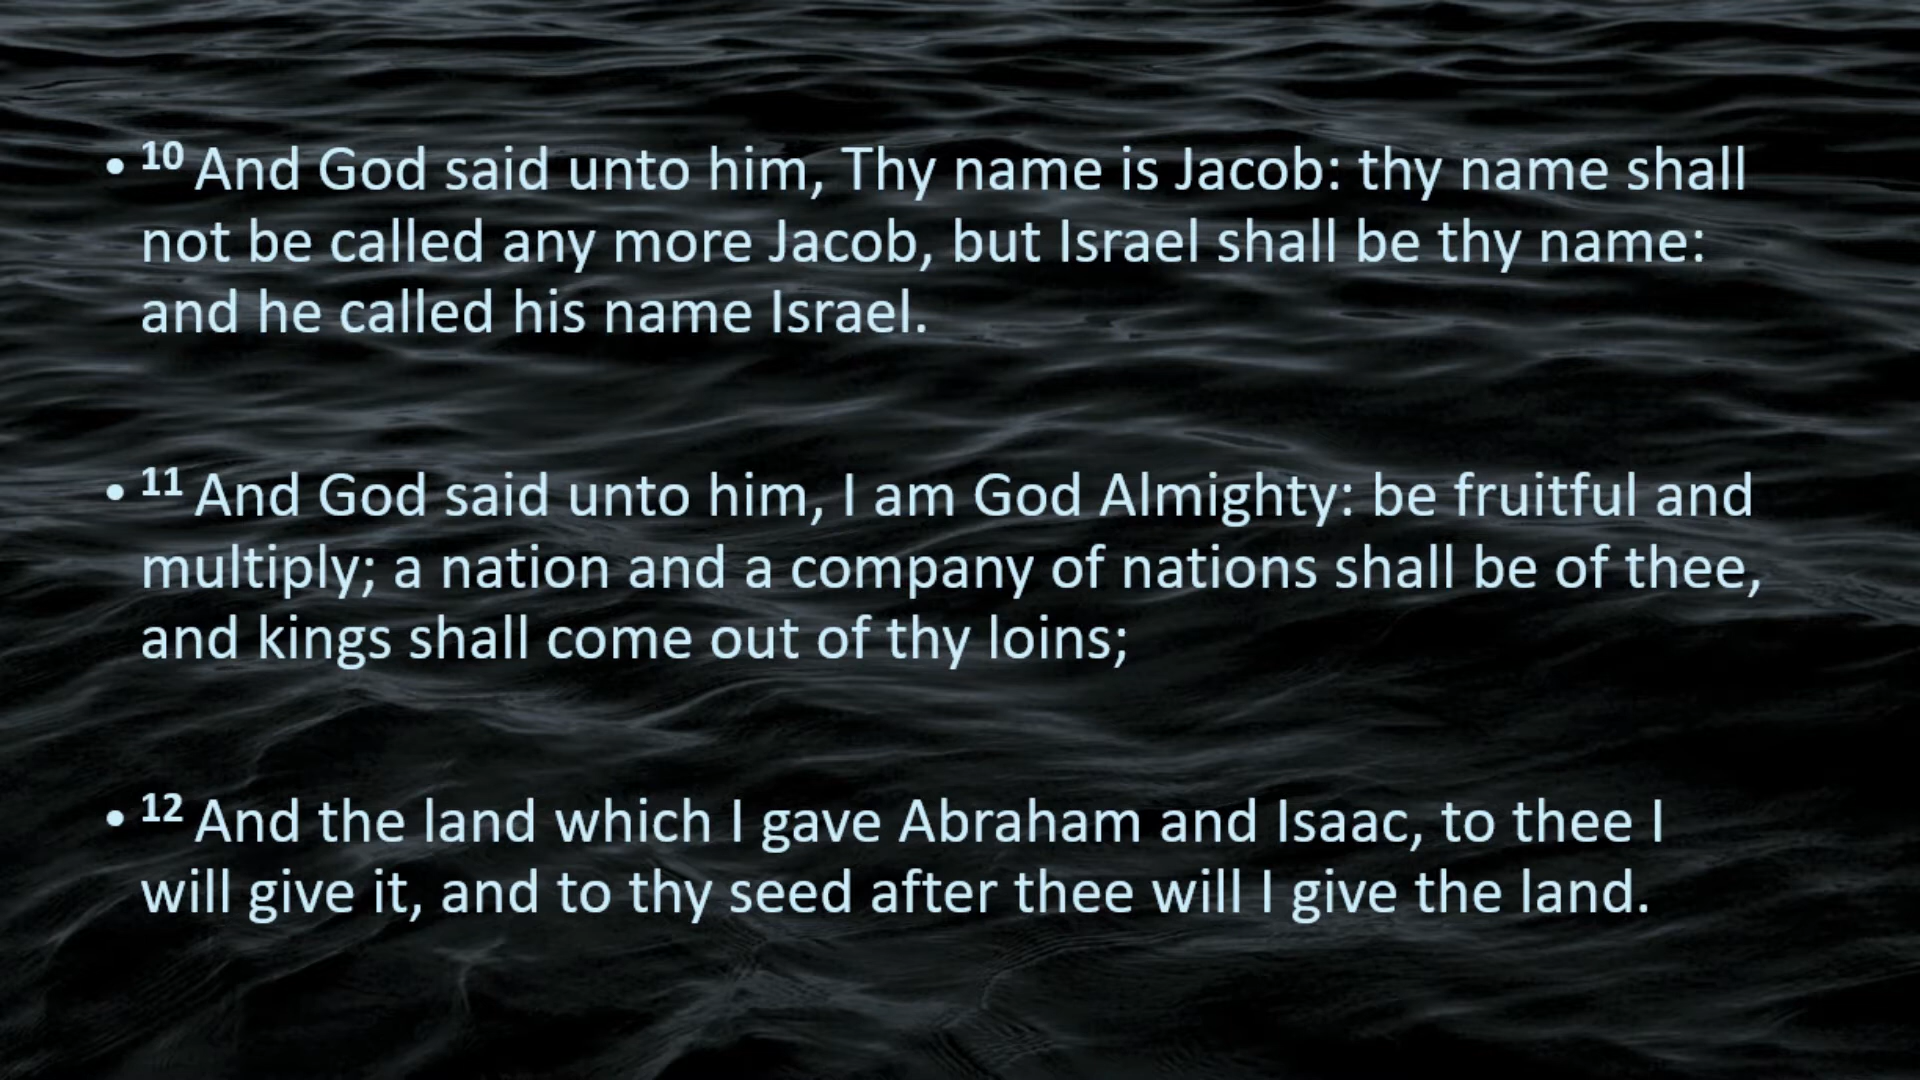 • 10 And God said unto him, Thy name is Jacob: thy name shall
not be called any more Jacob, but Israel shall be thy name:
and he called his name Israel.
• 11 And God said unto him, I am God Almighty: be fruitful and
multiply; a nation and a company of nations shall be of thee,
and kings shall come out of thy loins;
• 12 And the land which I gave Abraham and Isaac, to thee I
will give it, and to thy seed after thee will I give the land.